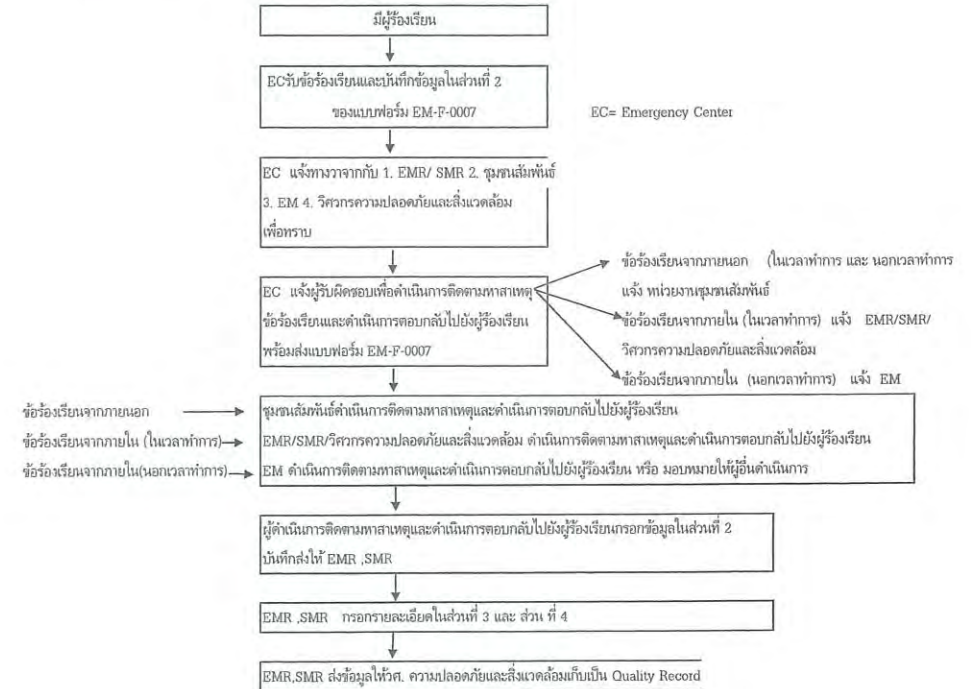 มีผู้ร้องเรียน
ECรับข้อร้องเรียนและบันทึกข้อมูลในส่วนที่ 2
ของแบบฟอร์ม EM-F-0007
EC= Emergency Center
EC แจ้งทางวาจากับ 1. EMR/ SMR 2. ชุมชนสัมพันธ์
3. EM 4. วิศวกรความปลอดภัยและสิ่งแวดล้อม
เพื่อทราบ
EC แจ้งผู้รับผิดชอบเพื่อดำเนินการติดตามหาสาเหตุ
ข้อร้องเรียนและดำเนินการตอบกลับไปยังผู้ร้องเรียน
พร้อมส่งแบบฟอร์ม EM-F-0007
ข้อร้องเรียนจากภายนอก (ในเวลาทำการ และ นอกเวลาทำการ
แจ้ง หน่วยงานชุมชนสัมพันธ์
ข้อร้องเรียนจากภายใน (ในเวลาทำการ) แจ้ง EMR/SMR/
วิศวกรความปลอดภัยและสิ่งแวดล้อม
ข้อร้องเรียนจากภายใน (นอกเวลาทำการ) แจ้ง EM
ข้อร้องเรียนจากภายนอก
ข้อร้องเรียนจากภายใน (ในเวลาทำการ)
ข้อร้องเรียนจากภายใน(นอกเวลาทำการ)
ชุมชนสัมพันธ์ดำเนินการติดตามหาสาเหตุและดำเนินการตอบกลับไปยังผู้ร้องเรียน
EMR/SMR/วิศวกรความปลอดภัยและสิ่งแวดล้อม ดำเนินการติดตามหาสาเหตุและดำเนินการตอบกลับไปยังผู้ร้องเรียน
EM ดำเนินการติดตามหาสาเหตุและดำเนินการตอบกลับไปยังผู้ร้องเรียน หรือ มอบหมายให้ผู้อื่นดำเนินการ
ผู้ดำเนินการติดตามหาสาเหตุและดำเนินการตอบกลับไปยังผู้ร้องเรียนกรอกข้อมูลในส่วนที่ 2
บันทึกส่งให้ EMR ,SMR
EMR ,SMR กรอกรายละเอียดในส่วนที่ 3 และ ส่วน ที่ 4
EMR,SMR ส่งข้อมูลให้วศ. ความปลอดภัยและสิ่งแวดล้อมเก็บเป็น Quality Record